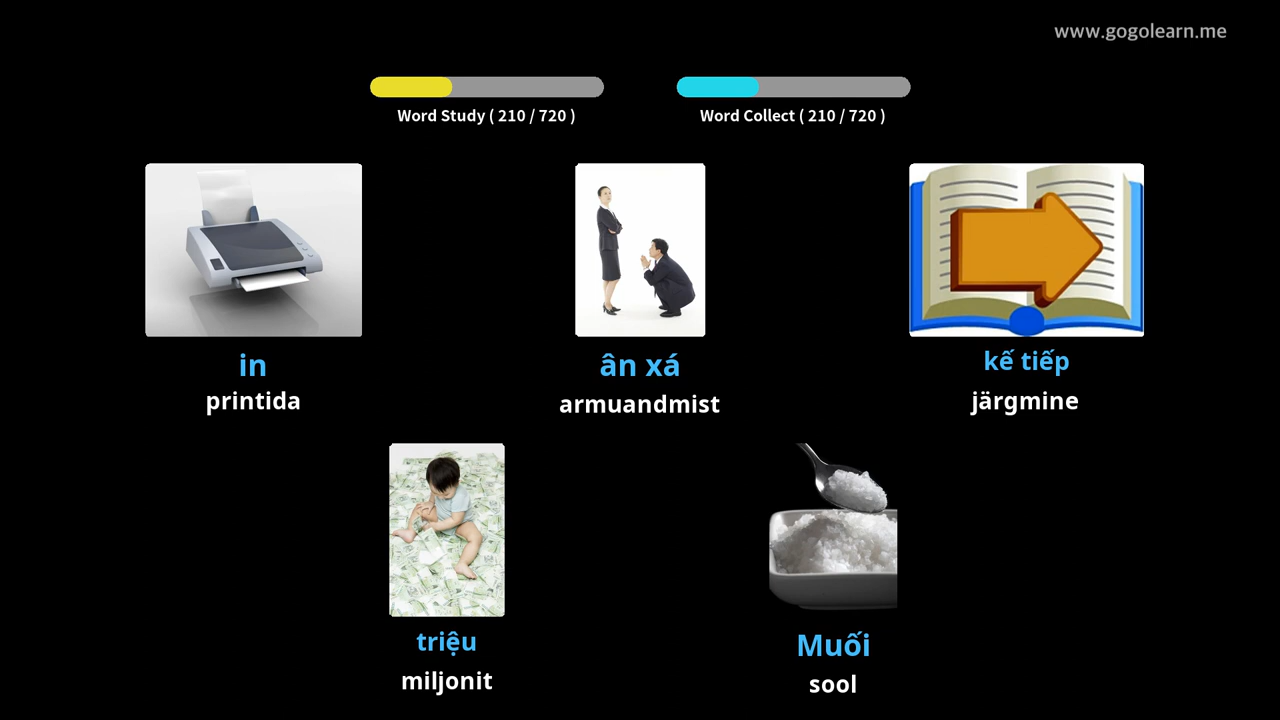 www.gogolearn.me
Word Study ( 210 / 720 )
Word Collect ( 210 / 720 )
in
printida
ân xá
armuandmist
kế tiếp
järgmine
triệu
miljonit
Muối
sool